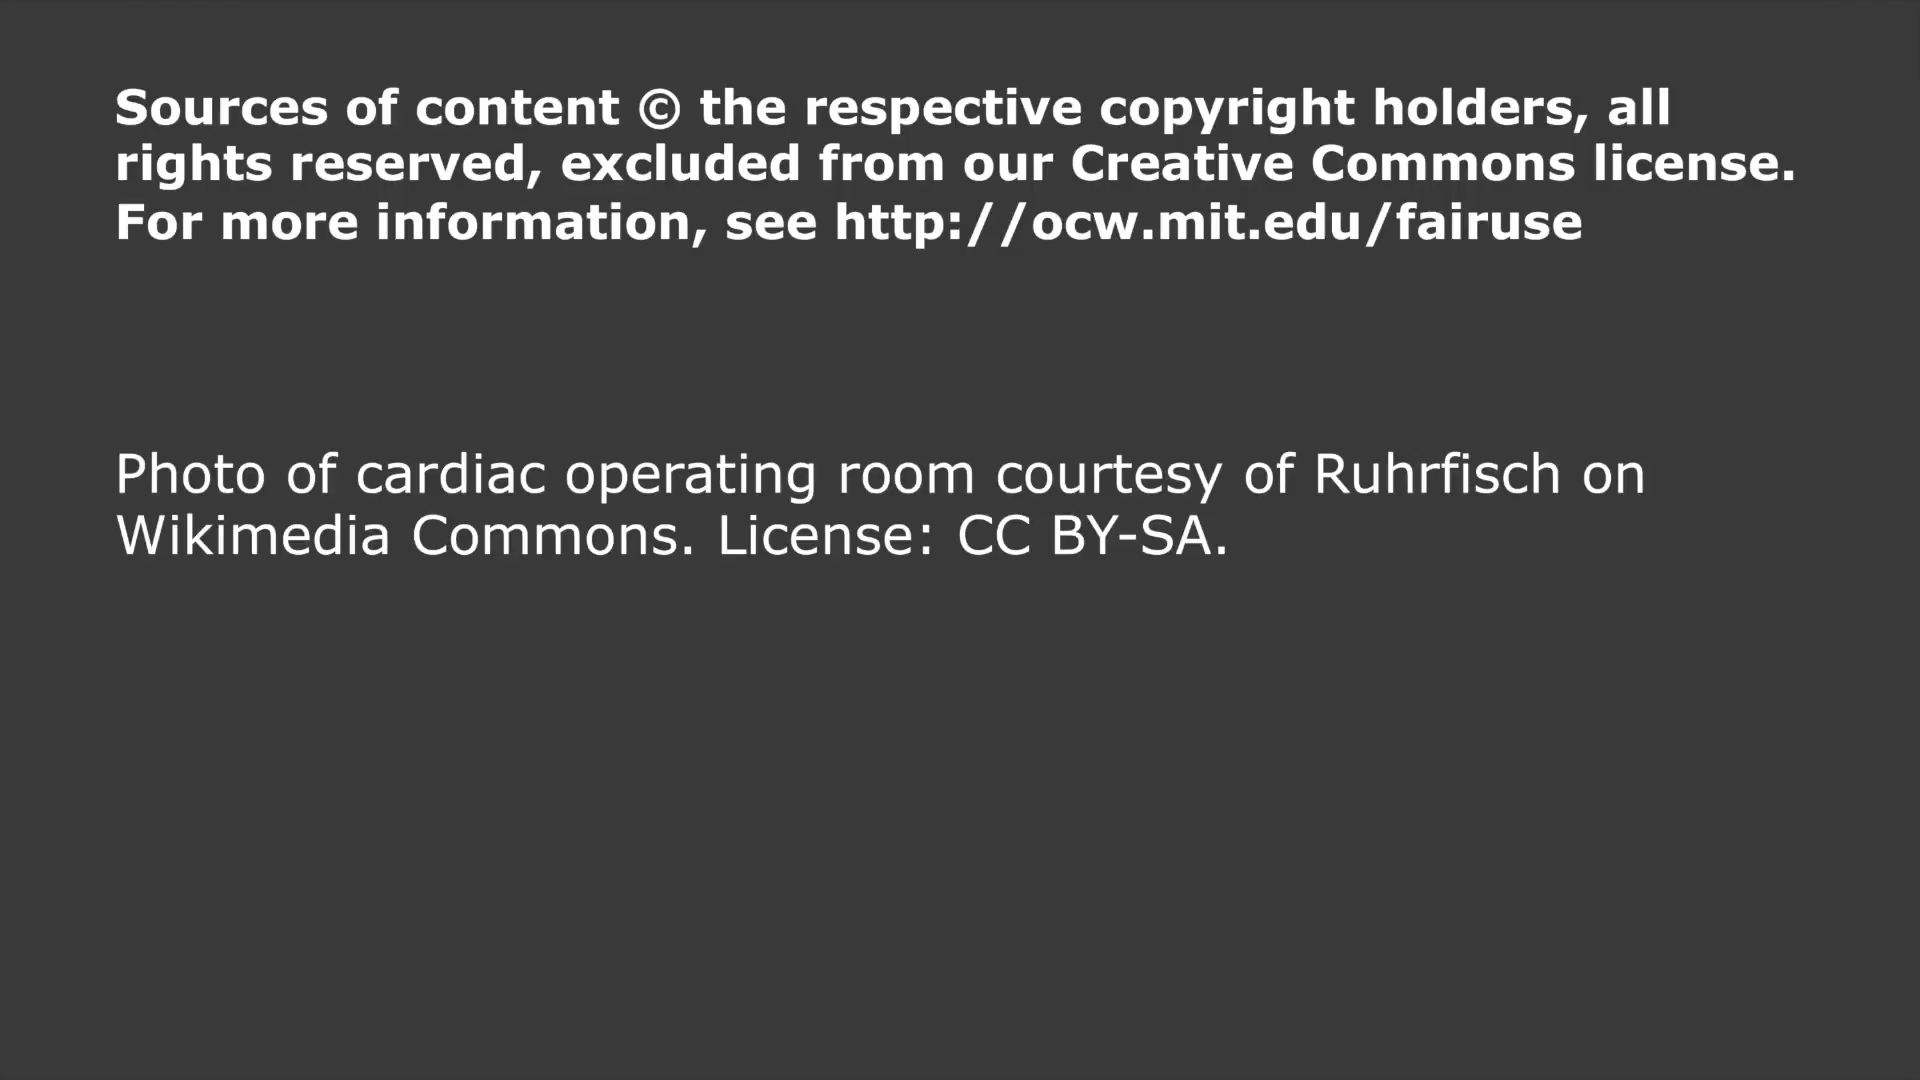 Sources of content © the respective copyright holders, all
rights reserved, excluded from our Creative Commons license.
For more information, see http://ocw.mit.edu/fairuse
Photo of cardiac operating room courtesy of Ruhrfisch on
Wikimedia Commons. License: CC BY-SA.